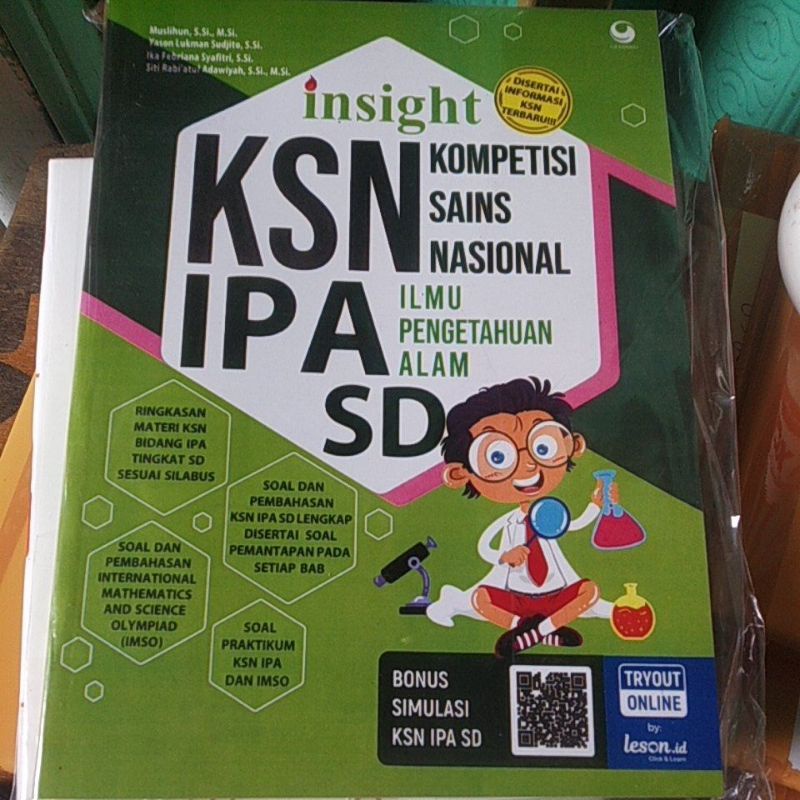 Muslihun, S.Si., M.Si.
Yason Lukman Sudjito, S.Si.
Ika Febriana Syafitri, S.Si.
Siti Rabi'atul Adawiyah, S.Si., M.Si.
insight
DISERTAI
INFORMASI
KSN
TERBARU!!!
KSN
KOMPETISI
SAINS
NASIONAL
IPA
ILMU
PENGETAHUAN
ALAM
SD
RINGKASAN
MATERI KSN
BIDANG IPA
TINGKAT SD
SESUAI SILABUS
SOAL DAN
PEMBAHASAN
KSN IPA SD LENGKAP
DISERTAI SOAL
PEMANTAPAN PADA
SETIAP BAB
SOAL DAN
PEMBAHASAN
INTERNATIONAL
MATHEMATICS
AND SCIENCE
OLYMPIAD
(IMSO)
SOAL
PRAKTIKUM
KSN IPA
DAN IMSO
BONUS
SIMULASI
KSN IPA SD
TRYOUT
ONLINE
by:
leson.id
Click & Learn